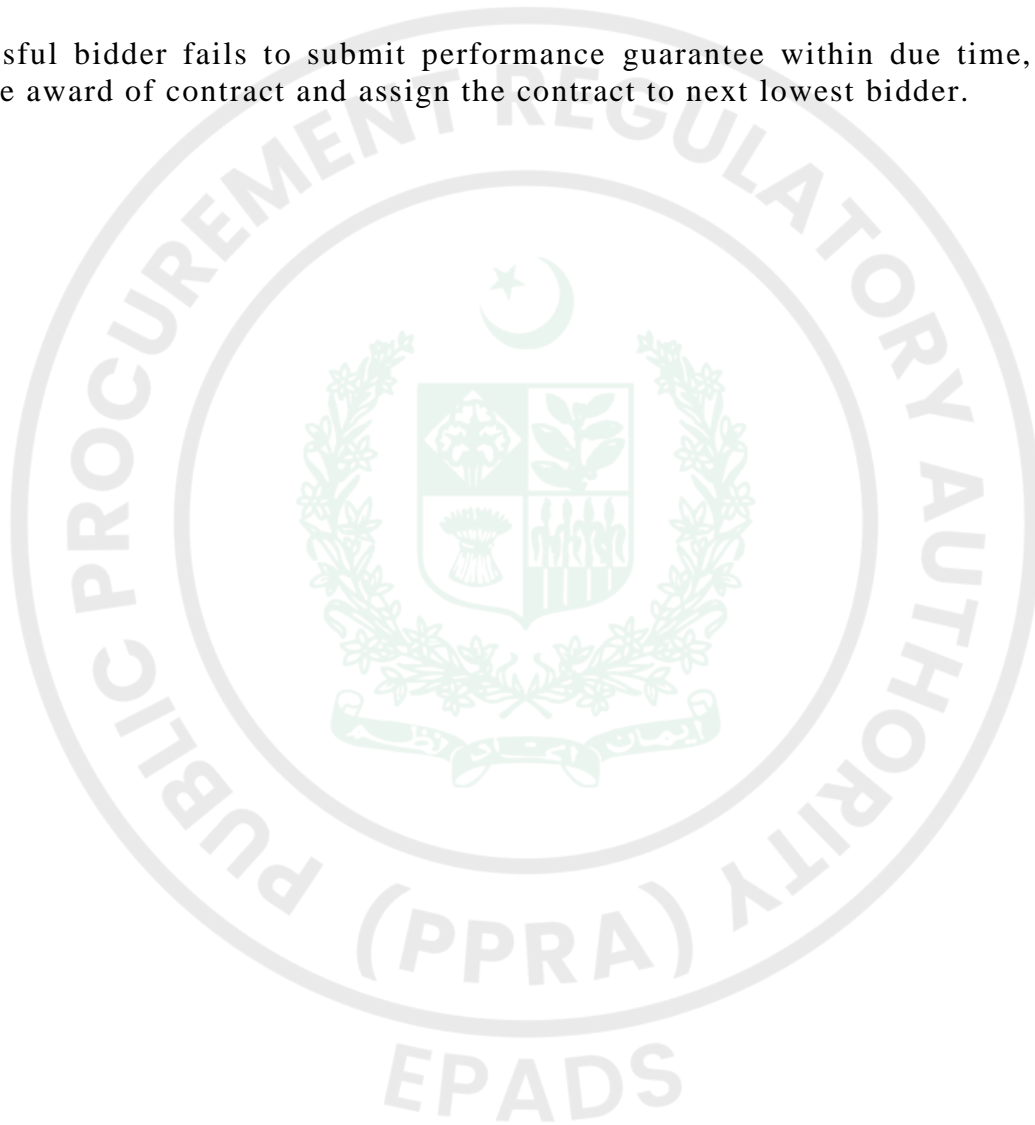 sful bidder fails to submit performance guarantee within due time,
e award of contract and assign the contract to next lowest bidder.
PUBLIC PROCUREMENT REGULATORY AUTHORITY
(PPRA)
EPADS